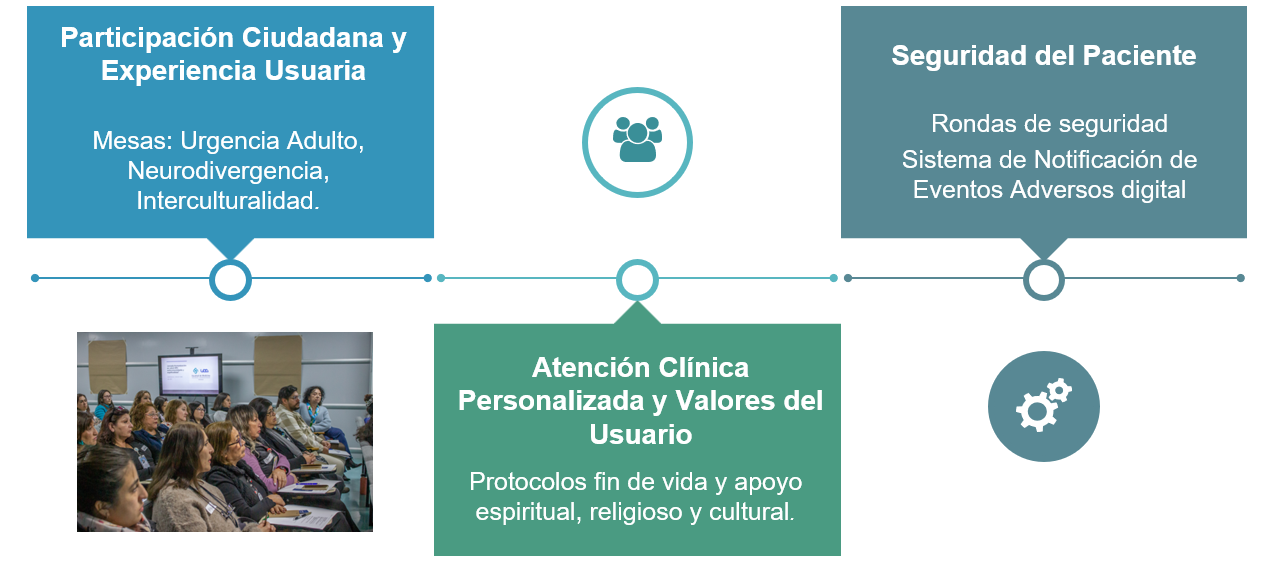 Participación Ciudadana y
Experiencia Usuaria
Mesas: Urgencia Adulto,
Neurodivergencia,
Interculturalidad.
Atención Clínica
Personalizada y Valores del
Usuario
Protocolos fin de vida y apoyo
espiritual, religioso y cultural.
Seguridad del Paciente
Rondas de seguridad
Sistema de Notificación de
Eventos Adversos digital